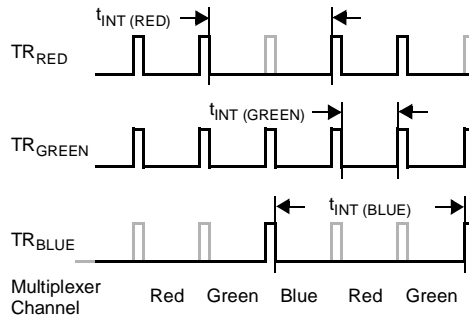 tINT (RED)
TRRED
tINT (GREEN)
TRGREEN
tINT (BLUE)
TRBLUE
Multiplexer
Channel
Red Green Blue Red Green